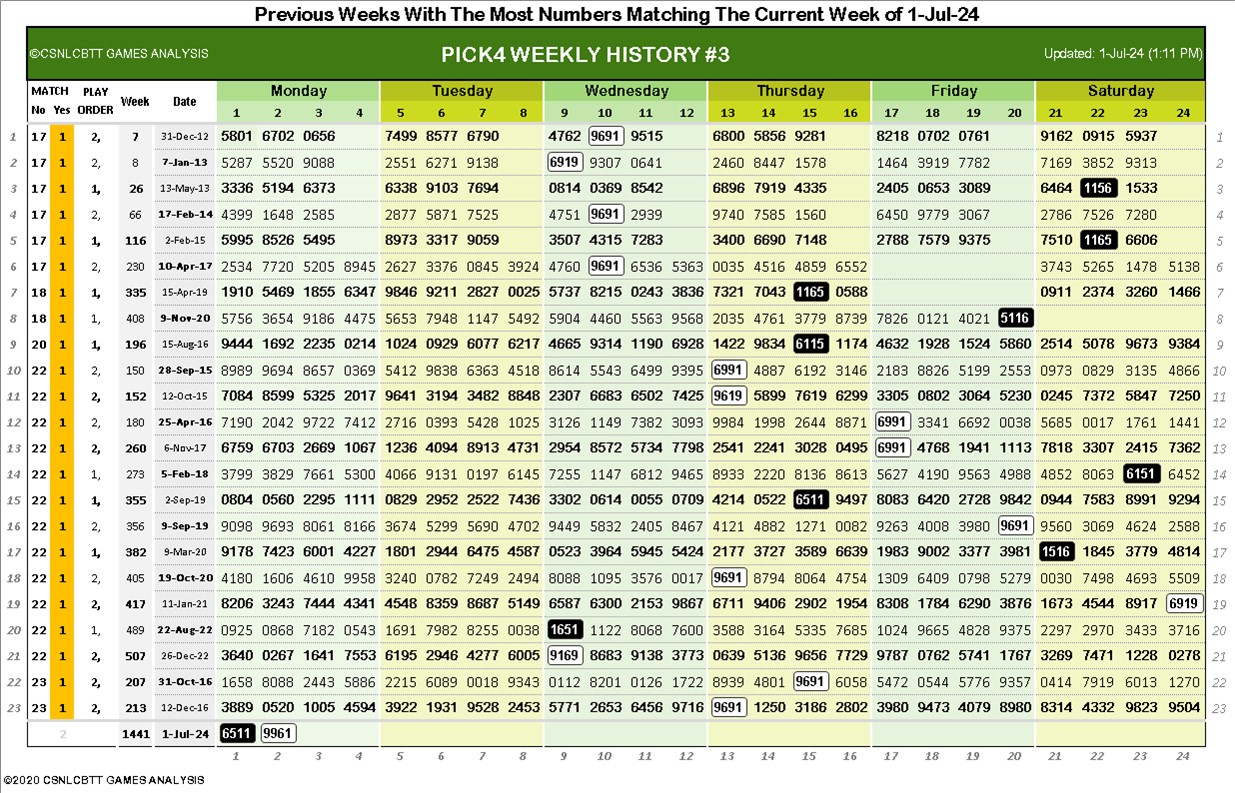 Previous Weeks With The Most Numbers Matching The Current Week of 1-Jul-24
©CSNLCBTT GAMES ANALYSIS PICK4 WEEKLY HISTORY #3 Updated: 1-Jul-24 (1:11 PM)
MATCH PLAY Week Date Monday Tuesday Wednesday Thursday Friday Saturday
No Yes ORDER 1 2 3 4 5 6 7 8 9 10 11 12 13 14 15 16 17 18 19 20 21 22 23 24
1 17 1 2, 7 31-Dec-12 5801 6702 0656 7499 8577 6790 4762 9691 9515 6800 5856 9281 8218 0702 0761 9162 0915 5937 1
2 17 1 2, 8 7-Jan-13 5287 5520 9088 2551 6271 9138 6919 9307 0641 2460 8447 1578 1464 3919 7782 7169 3852 9313 2
3 17 1 1, 26 13-May-13 3336 5194 6373 6338 9103 7694 0814 0369 8542 6896 7919 4335 2405 0653 3089 6464 1156 1533 3
4 17 1 2, 66 17-Feb-14 4399 1648 2585 2877 5871 7525 4751 9691 2939 9740 7585 1560 6450 9779 3067 2786 7526 7280 4
5 17 1 1, 116 2-Feb-15 5995 8526 5495 8973 3317 9059 3507 4315 7283 3400 6690 7148 2788 7579 9375 7510 1165 6606 5
6 17 1 2, 230 10-Apr-17 2534 7720 5205 8945 2627 3376 0845 3924 4760 9691 6536 5363 0035 4516 4859 6552 3743 5265 1478 5138 6
7 18 1 1, 335 15-Apr-19 1910 5469 1855 6347 9846 9211 2827 0025 5737 8215 0243 3836 7321 7043 1165 0588 0911 2374 3260 1466 7
8 18 1 1, 408 9-Nov-20 5756 3654 9186 4475 5653 7948 1147 5492 5904 4460 5563 9568 2035 4761 3779 8739 7826 0121 4021 5116 8
9 20 1 1, 196 15-Aug-16 9444 1692 2235 0214 1024 0929 6077 6217 4665 9314 1190 6928 1422 9834 6115 1174 4632 1928 1524 5860 2514 5078 9673 9384 9
10 22 1 2, 150 28-Sep-15 8989 9694 8657 0369 5412 9838 6363 4518 8614 5543 6499 9395 6991 4887 6192 3146 2183 8826 5199 2553 0973 0829 3135 4866 10
11 22 1 2, 152 12-Oct-15 7084 8599 5325 2017 9641 3194 3482 8848 2307 6683 6502 7425 9619 5899 7619 6299 3305 0802 3064 5230 0245 7372 5847 7250 11
12 22 1 2, 180 25-Apr-16 7190 2042 9722 7412 2716 0393 5428 1025 3126 1149 7382 3093 9984 1998 2644 8871 6991 3341 6692 0038 5685 0017 1761 1441 12
13 22 1 2, 260 6-Nov-17 6759 6703 2669 1067 1236 4094 8913 4731 2954 8572 5734 7798 2541 2241 3028 0495 6991 4768 1941 1113 7818 3307 2415 7362 13
14 22 1 1, 273 5-Feb-18 3799 3829 7661 5300 4066 9131 0197 6145 7255 1147 6812 9465 8933 2220 8136 8613 5627 4190 9563 4988 4852 8063 6151 6452 14
15 22 1 1, 355 2-Sep-19 0804 0560 2295 1111 0829 2952 2522 7436 3302 0614 0055 0709 4214 0522 5511 9497 8083 6420 2728 9842 0944 7583 8991 9294 15
16 22 1 2, 356 9-Sep-19 9098 9693 8061 8166 3674 5299 5690 4702 9449 5832 2405 8467 4121 4882 1271 0082 9263 4008 3980 9691 9560 3069 4624 2588 16
17 22 1 1, 382 9-Mar-20 9178 7423 6001 4227 1801 2944 6475 4587 0523 3964 5945 5424 2177 3727 3589 6639 1983 9002 3377 3981 1516 1845 3779 4814 17
18 22 1 2, 405 19-Oct-20 4180 1606 4610 9958 3240 0782 7249 2494 8088 1095 3576 0017 9691 8794 8064 4754 1309 6409 0798 5279 0030 7498 4693 5509 18
19 22 1 2, 417 11-Jan-21 8206 3243 7444 4341 4548 8359 8687 5149 6587 6300 2153 9867 6711 9406 2902 1954 8308 1784 6290 3876 1673 4544 8917 6919 19
20 22 1 1, 489 22-Aug-22 0925 0868 7182 0543 1691 7982 8255 0038 1651 1122 8068 7600 3588 3164 5335 7685 1024 9665 4828 9375 2297 2970 3433 3716 20
21 22 1 2, 507 26-Dec-22 3640 0267 1641 7553 6195 2946 4277 6005 9169 8683 9138 3773 0639 5136 9656 7729 9787 0762 5741 1767 3269 7471 1228 0278 21
22 23 1 2, 207 31-Oct-16 1658 8088 2443 5886 2215 6089 0018 9343 0112 8201 0126 1722 8939 4801 9691 6058 5472 0544 5776 9357 0414 7919 6013 1270 22
23 23 1 2, 213 12-Dec-16 3889 0520 1005 4594 3922 1931 9528 2453 5771 2653 6456 9716 9691 1250 3186 2802 3980 9473 4079 8980 8314 4332 9823 9504 23
2 1441 1-Jul-24 6511 9961
1 2 3 4 5 6 7 8 9 10 11 12 13 14 15 16 17 18 19 20 21 22 23 24
©2020 CSNLCBTT GAMES ANALYSIS